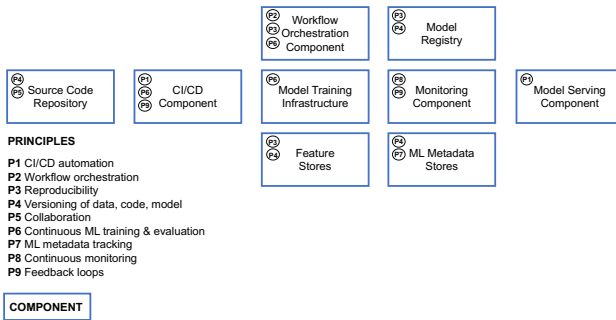 P2
P3
P6
Workflow
Orchestration
Component
P3
P4
Model
Registry
P4
P5
Source Code
Repository
P1
P6
P9
CI/CD
Component
P6
Model Training
Infrastructure
P8
P9
Monitoring
Component
P1
Model Serving
Component
P3
P4
Feature
Stores
P4
P7
ML Metadata
Stores
PRINCIPLES
P1 CI/CD automation
P2 Workflow orchestration
P3 Reproducibility
P4 Versioning of data, code, model
P5 Collaboration
P6 Continuous ML training & evaluation
P7 ML metadata tracking
P8 Continuous monitoring
P9 Feedback loops
COMPONENT